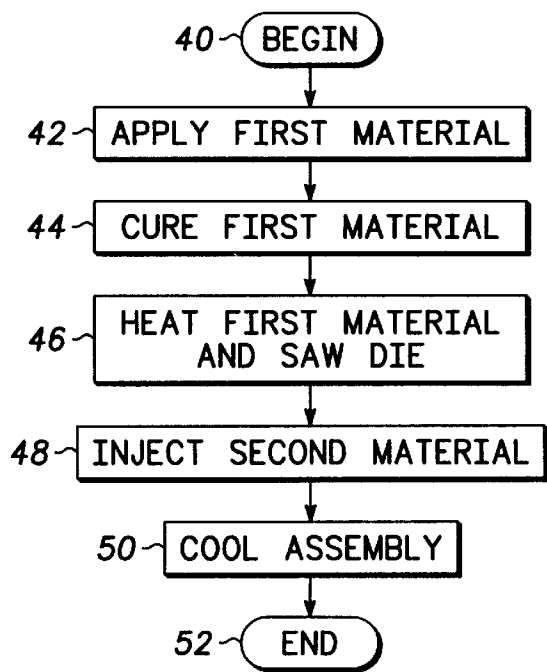 40 BEGIN
42 APPLY FIRST MATERIAL
44 CURE FIRST MATERIAL
46 HEAT FIRST MATERIAL
AND SAW DIE
48 INJECT SECOND MATERIAL
50 COOL ASSEMBLY
52 END